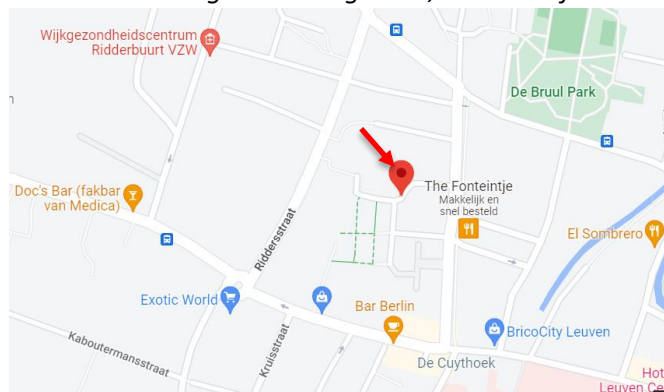 Wijkgezondheidscentrum
Ridderbuurt VZW
De Bruul Park
The Fonteintje
Makkelijk en
snel besteld
Doc's Bar (fakbar
van Medica)
El Sombrero
Riddersstraat
Exotic World
Bar Berlin
BricoCity Leuven
Kaboutermansstraat
Kruisstraat
De Cuythoek
Hot
Leuven Ce